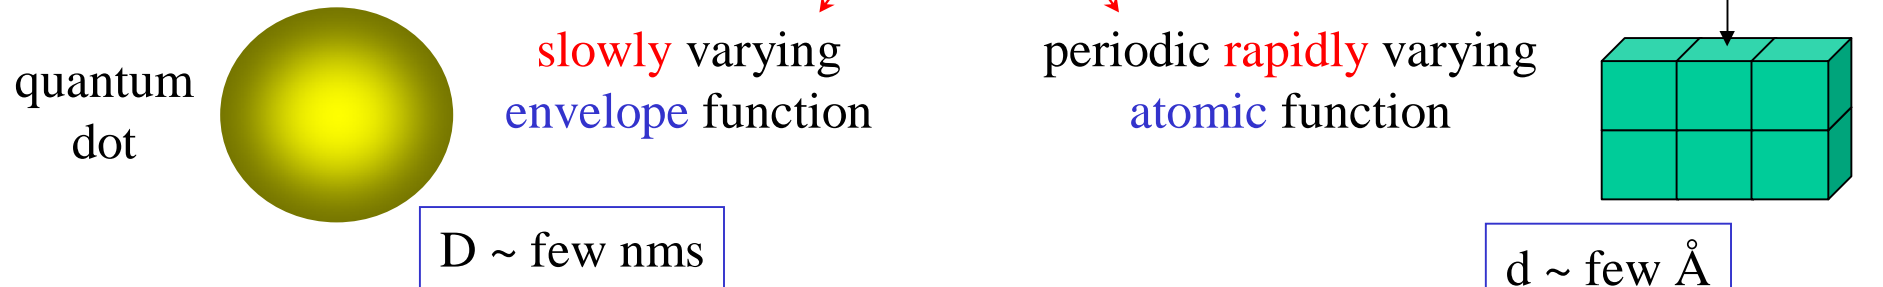 quantum
dot
slowly varying
envelope function
periodic rapidly varying
atomic function
D ~ few nms
d ~ few Å